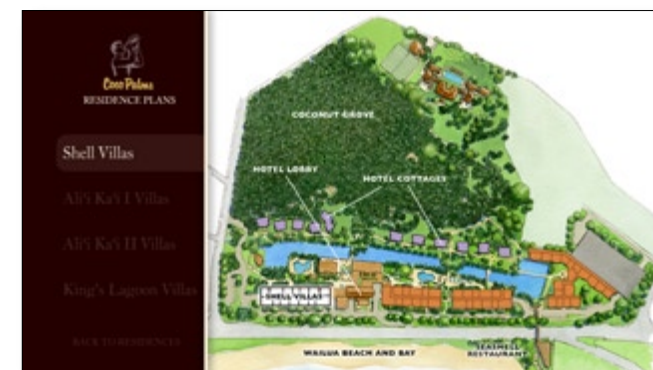 Coco Palms
RESIDENCE PLANS
Shell Villas
Ali'i Ka'i I Villas
Ali'i Ka'i II Villas
King's Lagoon Villas
BACK TO RESIDENCES
COCONUT GROVE
HOTEL LOBBY
HOTEL COTTAGES
SHELL VILLAS
WAILUA BEACH AND BAY
SEASHELL
RESTAURANT